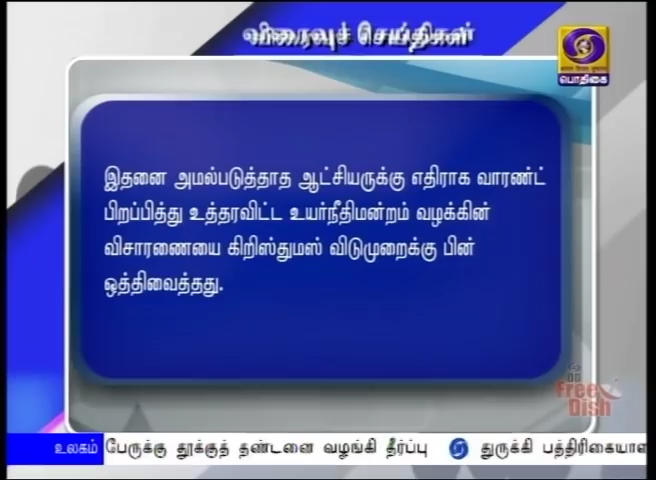 விரைவுச் செய்திகள்
பொதிகை
இதனை அமல்படுத்தாத ஆட்சியருக்கு எதிராக வாரண்ட்
பிறப்பித்து உத்தரவிட்ட உயர்நீதிமன்றம் வழக்கின்
விசாரணையை கிறிஸ்துமஸ் விடுமுறைக்கு பின்
ஒத்திவைத்தது.
DD
Free
Dish
உலகம் பேருக்கு தூக்குத் தண்டனை வழங்கி தீர்ப்பு துருக்கி பத்திரிகையா